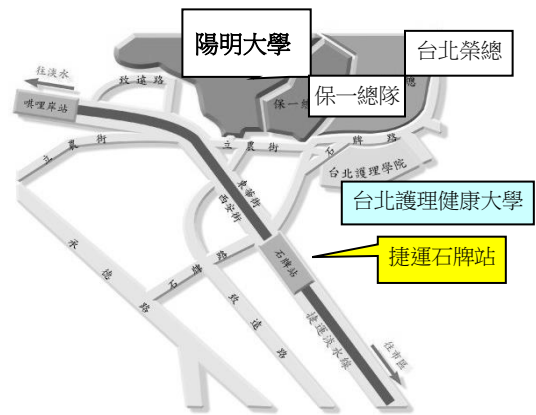 陽明大學
台北榮總
總
往淡水
致遠路
唭哩岸站
保一總隊
保一總
立農街
立農街
石牌路
台北護理學院
台北護理健康大學
東華街
西安街
捷運石牌站
石牌站
石牌路
承德路
致遠路
捷運淡水線
往市區